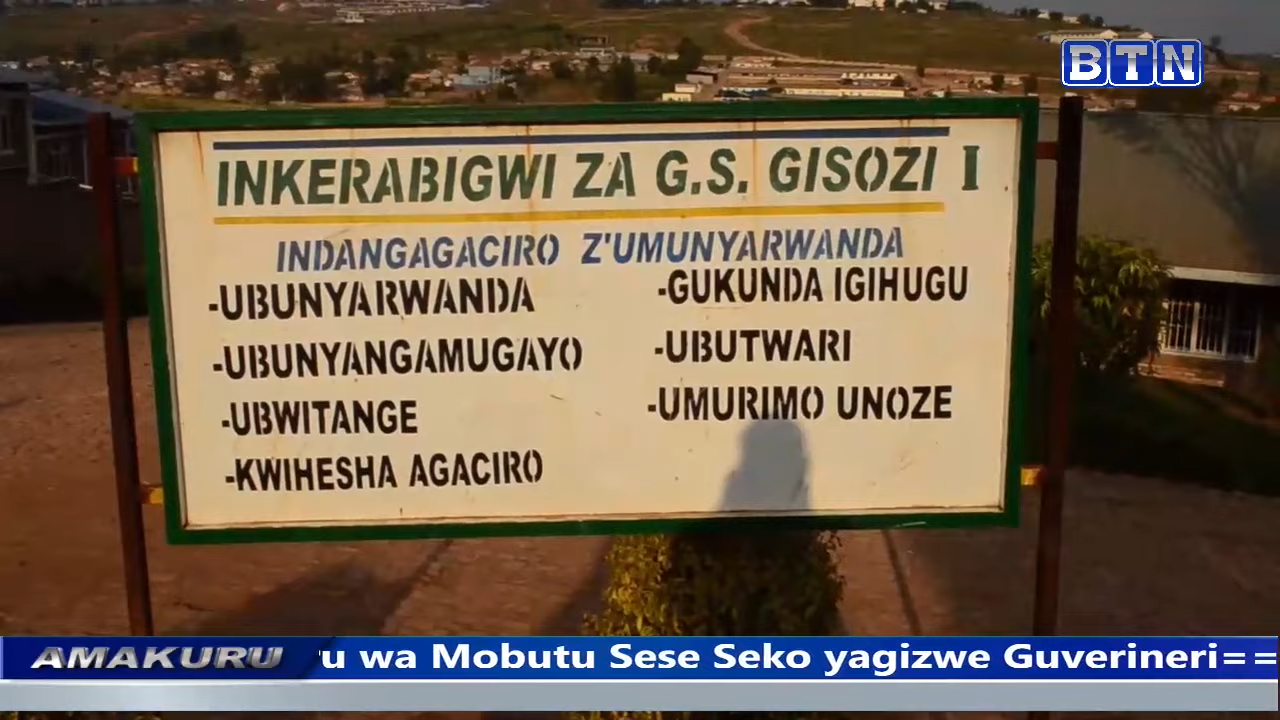 BTN
INKERABIGWI ZA G.S. GISOZI I
INDANGAGACIRO Z'UMUNYARWANDA
-UBUNYARWANDA
-UBUNYANGAMUGAYO
-UBWITANGE
-KWIHESHA AGACIRO
-GUKUNDA IGIHUGU
-UBUTWARI
-UMURIMO UNOZE
AMAKURU
wa Mobutu Sese Seko yagizwe Guverineri==